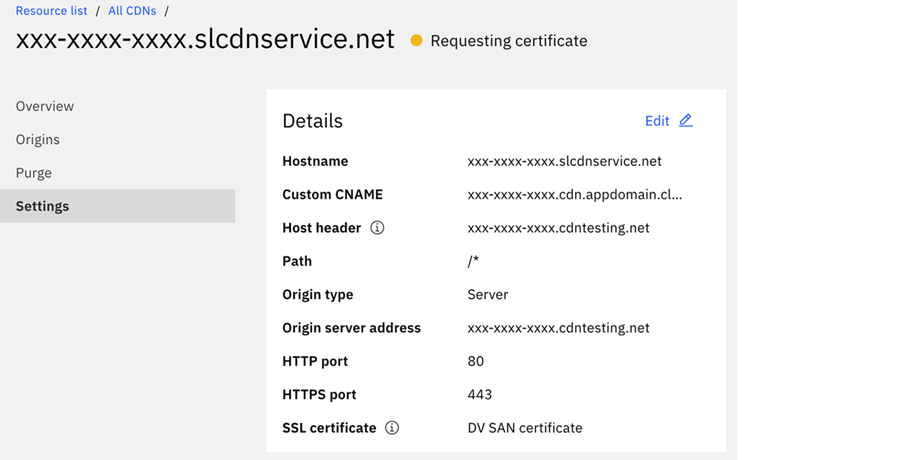 Resource list / All CDNs /
xxx-xxxx-xxxx.slcdnservice.net Requesting certificate
Overview
Origins
Purge
Settings
Details Edit
Hostname xxx-xxxx-xxxx.slcdnservice.net
Custom CNAME xxx-xxxx-xxxx.cdn.appdomain.cl...
Host header xxx-xxxx-xxxx.cdntesting.net
Path /*
Origin type Server
Origin server address xxx-xxxx-xxxx.cdntesting.net
HTTP port 80
HTTPS port 443
SSL certificate DV SAN certificate